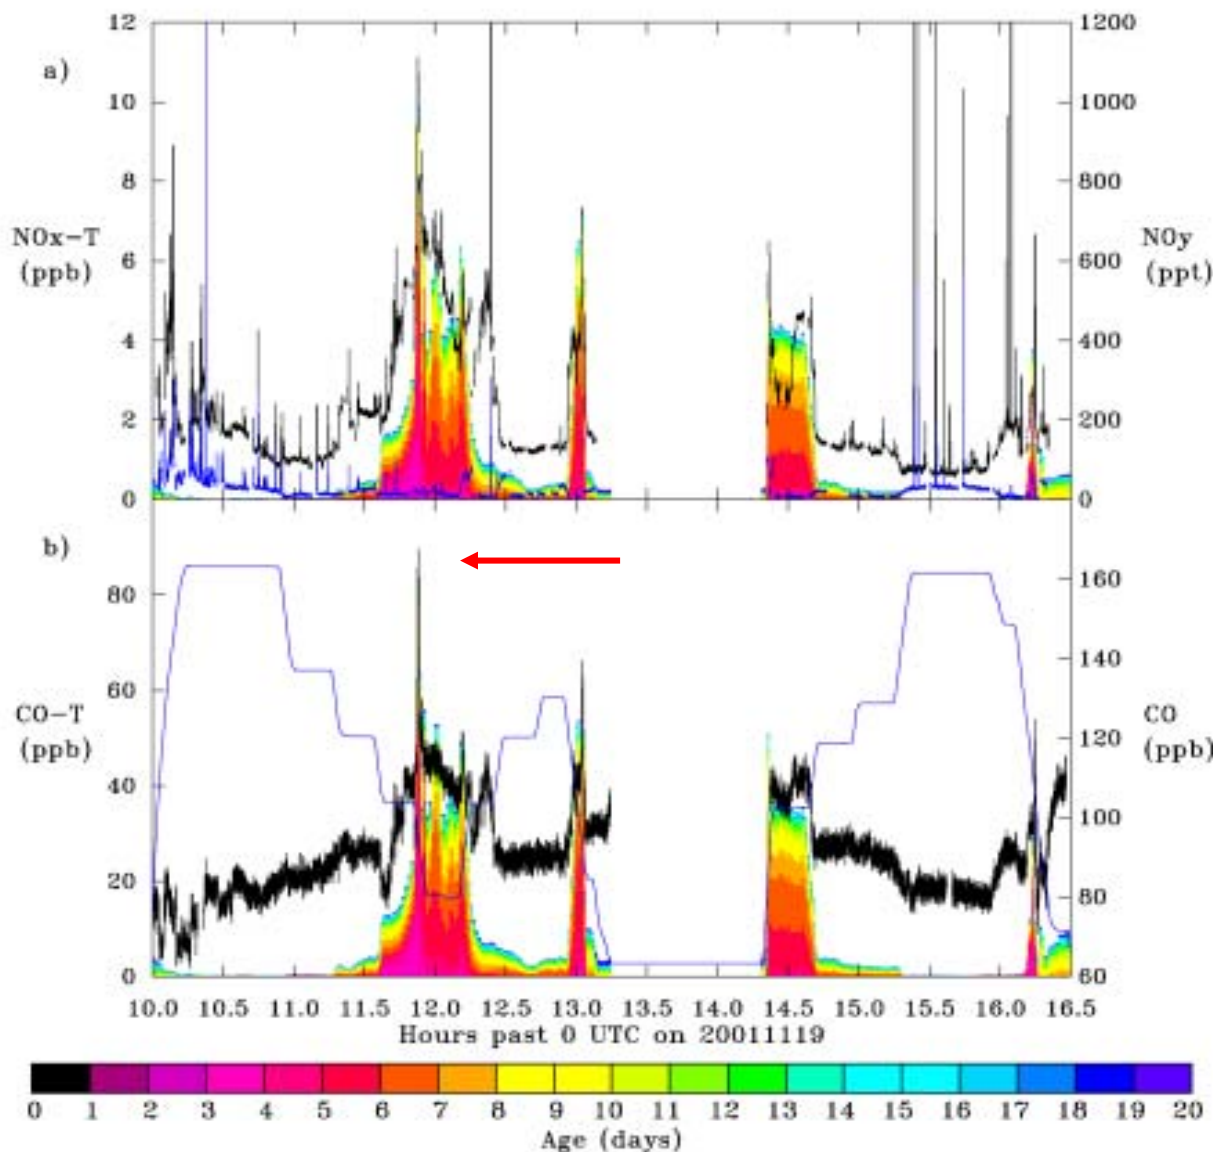 12 1200
a)
10 1000
8 800
NOx-T NOy
(ppb) (ppt)
6 600
4 400
2 200
0 0
b)
80 160
140
60
CO-T CO
(ppb) (ppb)
120
40
100
20 80
0 60
10.0 10.5 11.0 11.5 12.0 12.5 13.0 13.5 14.0 14.5 15.0 15.5 16.0 16.5
Hours past 0 UTC on 20011119
0 1 2 3 4 5 6 7 8 9 10 11 12 13 14 15 16 17 18 19 20
Age (days)